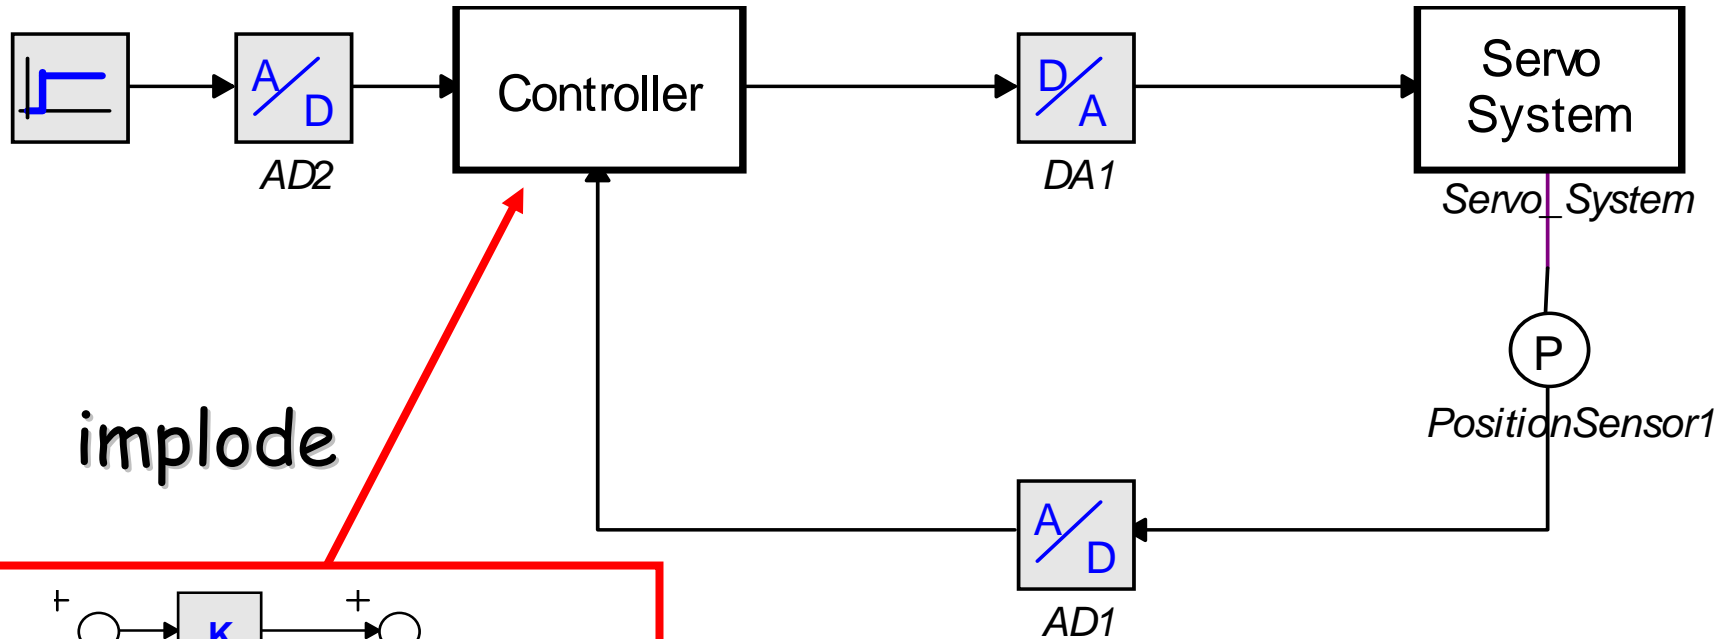 A/D
AD2
Controller
D/A
DA1
Servo
System
Servo_System
P
PositionSensor1
implode
A/D
AD1
+
K
+